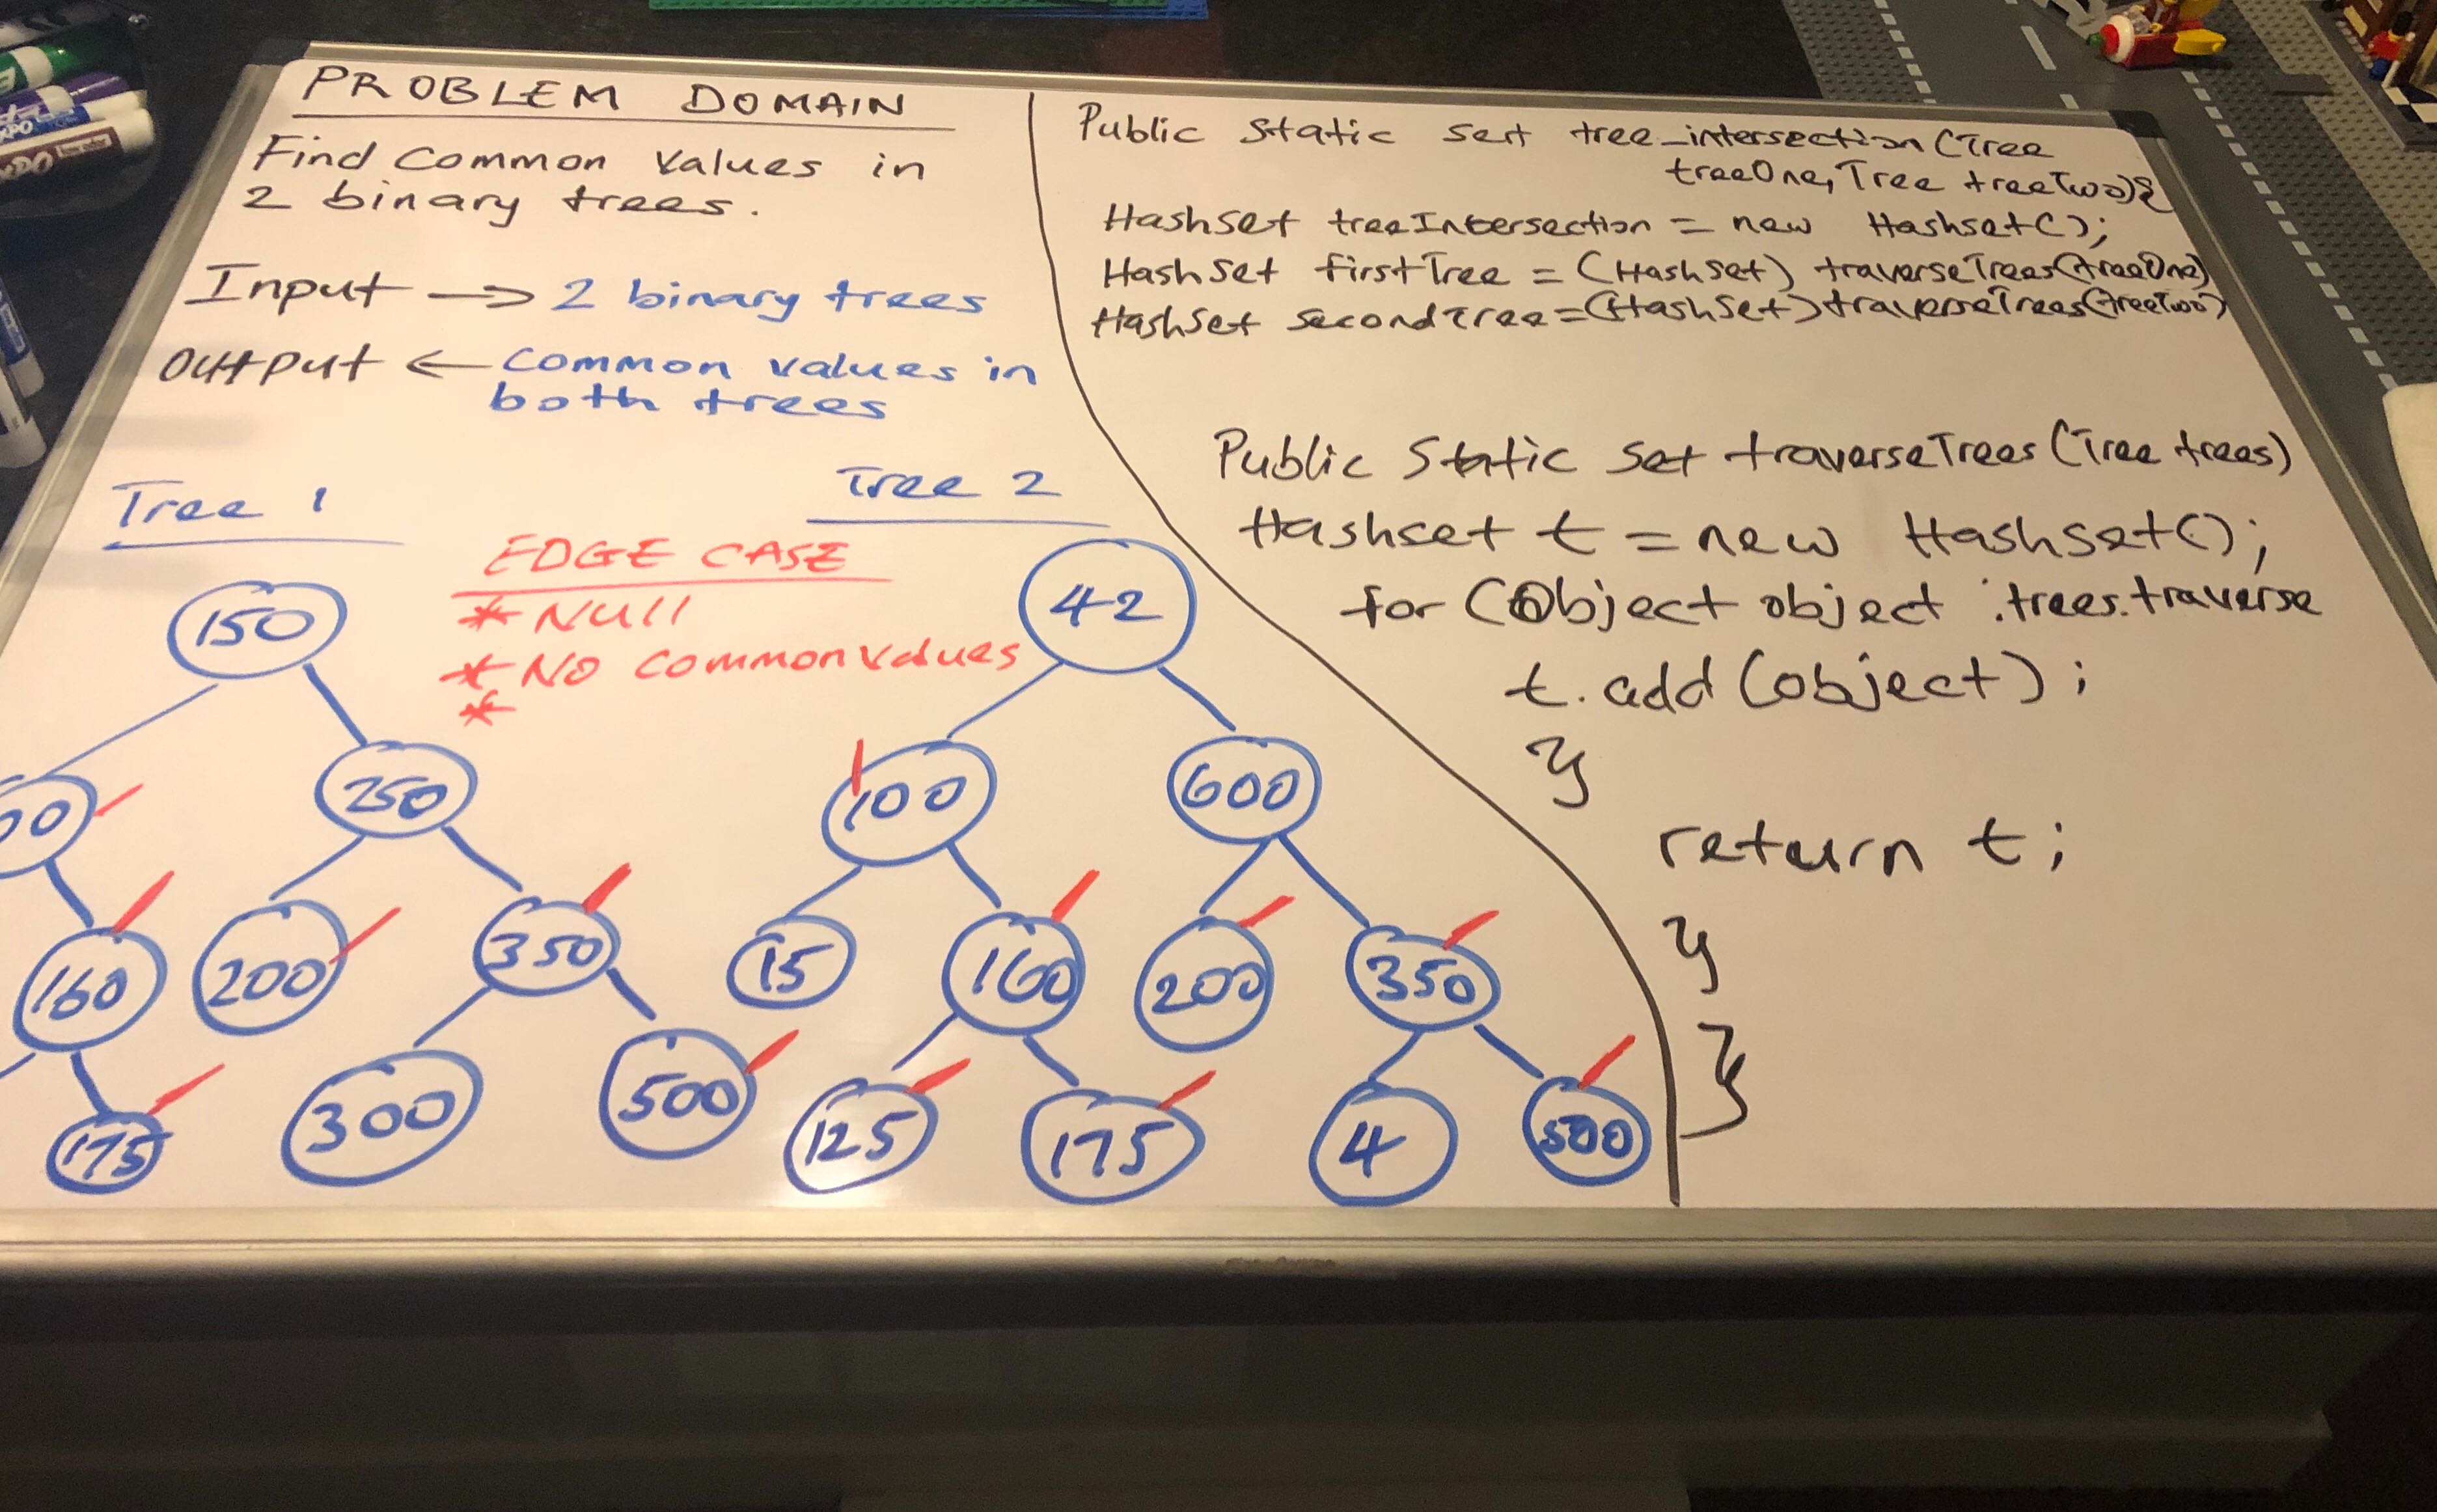 PROBLEM DOMAIN
Find Common Values in
2 binary trees.
Input → 2 binary trees
OUTPUT ← Common values in
both trees
Tree 1
Tree 2
EDGE CASE
* NUll
* No commonvalues
*
150
250
160
200
350
175
300
500
42
100
600
15
160
200
350
125
175
4
500
Public Static set tree_intersection (Tree
treeOne, Tree treeTwo){
HashSet treeIntersection = new Hashset();
HashSet firstTree = (HashSet) traverseTrees(treeOne)
HashSet secondTree = (HashSet) traverseTrees(treeTwo)
Public Static Set traverseTrees (Tree trees)
Hashset t = new HashSet();
for (Object object : trees.traverse
t.add(object);
}
return t;
}
}
EXPO